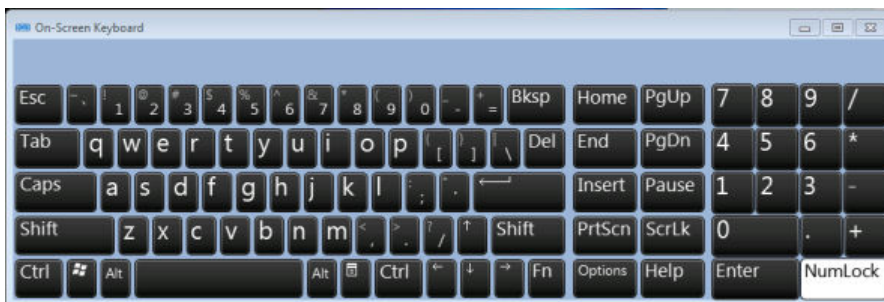 On-Screen Keyboard
Esc ~ ` ! 1 @ 2 # 3 $ 4 % 5 ^ 6 & 7 * 8 ( 9 ) 0 _ - + = Bksp Home PgUp 7 8 9 /
Tab q w e r t y u i o p { [ } ] | \ Del End PgDn 4 5 6 *
Caps a s d f g h j k l : ; " ' Insert Pause 1 2 3 -
Shift z x c v b n m < , > . ? / ↑ Shift PrtScn ScrLk 0 . +
Ctrl Alt Alt Ctrl ← ↓ → Fn Options Help Enter NumLock